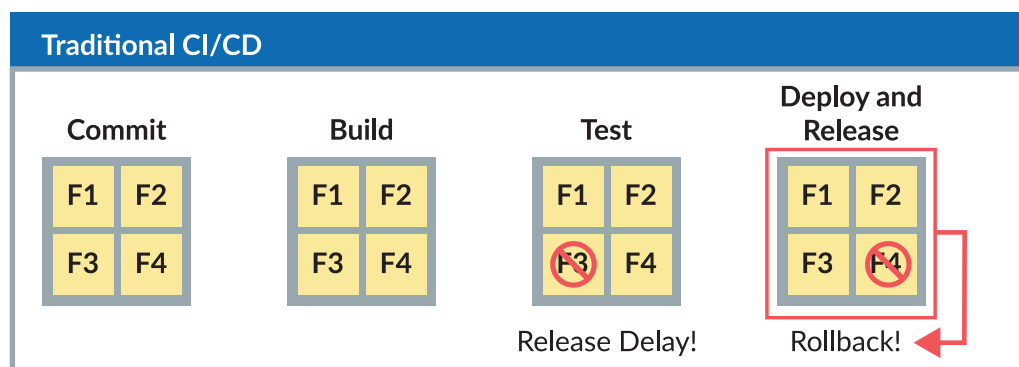 Traditional CI/CD
Commit
Build
Test
Deploy and
Release
F1 F2
F3 F4
F1 F2
F3 F4
F1 F2
F3 F4
F1 F2
F3 F4
Release Delay!
Rollback!